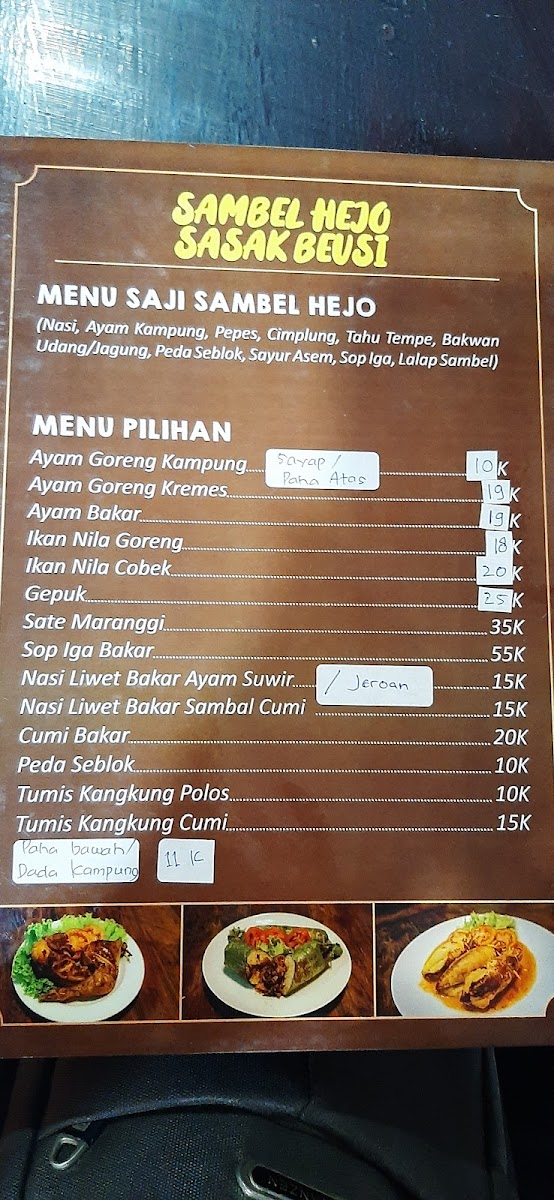 SAMBEL HEJO
SASAK BEUSI
MENU SAJI SAMBEL HEJO
(Nasi, Ayam Kampung, Pepes, Cimplung, Tahu Tempe, Bakwan
Udang/Jagung, Peda Seblok, Sayur Asem, Sop Iga, Lalap Sambel)
MENU PILIHAN
Ayam Goreng Kampung Sayap / Paha Atas 10K
Ayam Goreng Kremes 19K
Ayam Bakar 19K
Ikan Nila Goreng 18K
Ikan Nila Cobek 20K
Gepuk 25K
Sate Maranggi 35K
Sop Iga Bakar 55K
Nasi Liwet Bakar Ayam Suwir / Jeroan 15K
Nasi Liwet Bakar Sambal Cumi 15K
Cumi Bakar 20K
Peda Seblok 10K
Tumis Kangkung Polos 10K
Tumis Kangkung Cumi 15K
Paha bawah/ 11 K
Dada Kampung